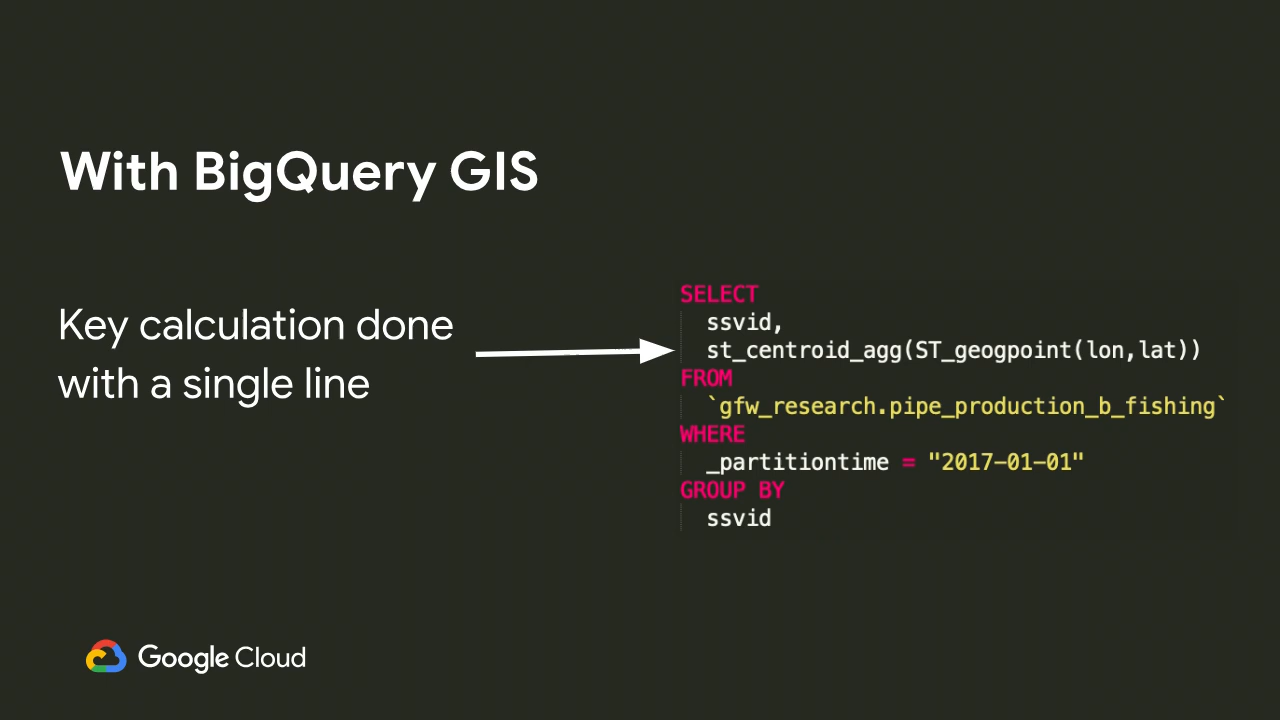 With BigQuery GIS
Key calculation done
with a single line
SELECT
ssvid,
st_centroid_agg(ST_geogpoint(lon,lat))
FROM
`gfw_research.pipe_production_b_fishing`
WHERE
_partitiontime = "2017-01-01"
GROUP BY
ssvid
Google Cloud